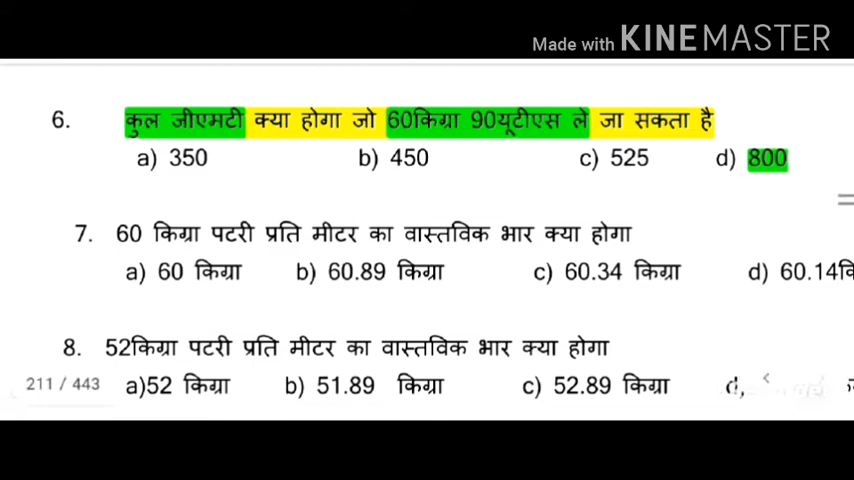 Made with KINEMASTER
6. कुल जीएमटी क्या होगा जो 60किग्रा 90यूटीएस ले जा सकता है
a) 350 b) 450 c) 525 d) 800
7. 60 किग्रा पटरी प्रति मीटर का वास्तविक भार क्या होगा
a) 60 किग्रा b) 60.89 किग्रा c) 60.34 किग्रा d) 60.14कि
8. 52किग्रा पटरी प्रति मीटर का वास्तविक भार क्या होगा
211 / 443 a)52 किग्रा b) 51.89 किग्रा c) 52.89 किग्रा d,